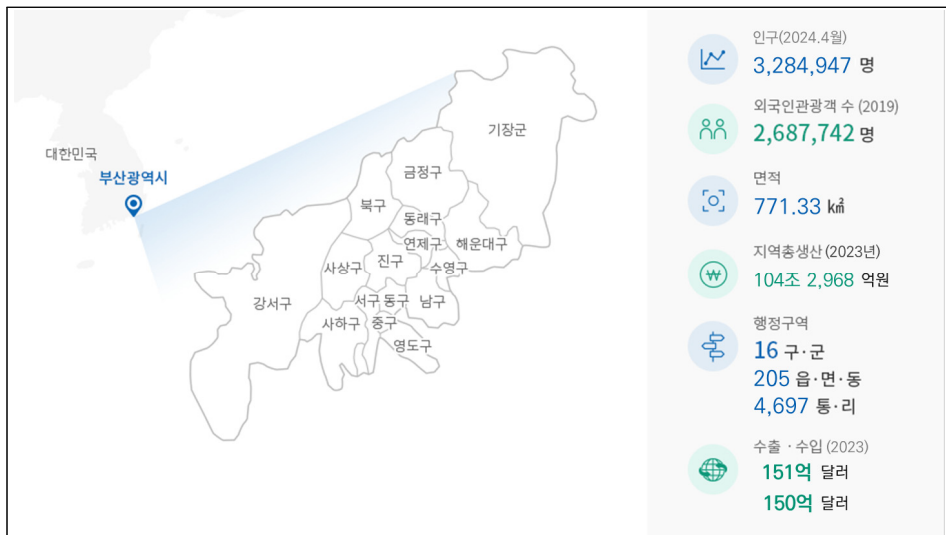 대한민국
부산광역시
기장군
금정구
북구
동래구
연제구
해운대구
사상구
진구
수영구
강서구
서구
동구
남구
사하구
중구
영도구
인구(2024.4월)
3,284,947 명
외국인관광객 수 (2019)
2,687,742 명
면적
771.33 ㎢
지역총생산 (2023년)
104조 2,968 억원
행정구역
16 구·군
205 읍·면·동
4,697 통·리
수출 · 수입 (2023)
151억 달러
150억 달러